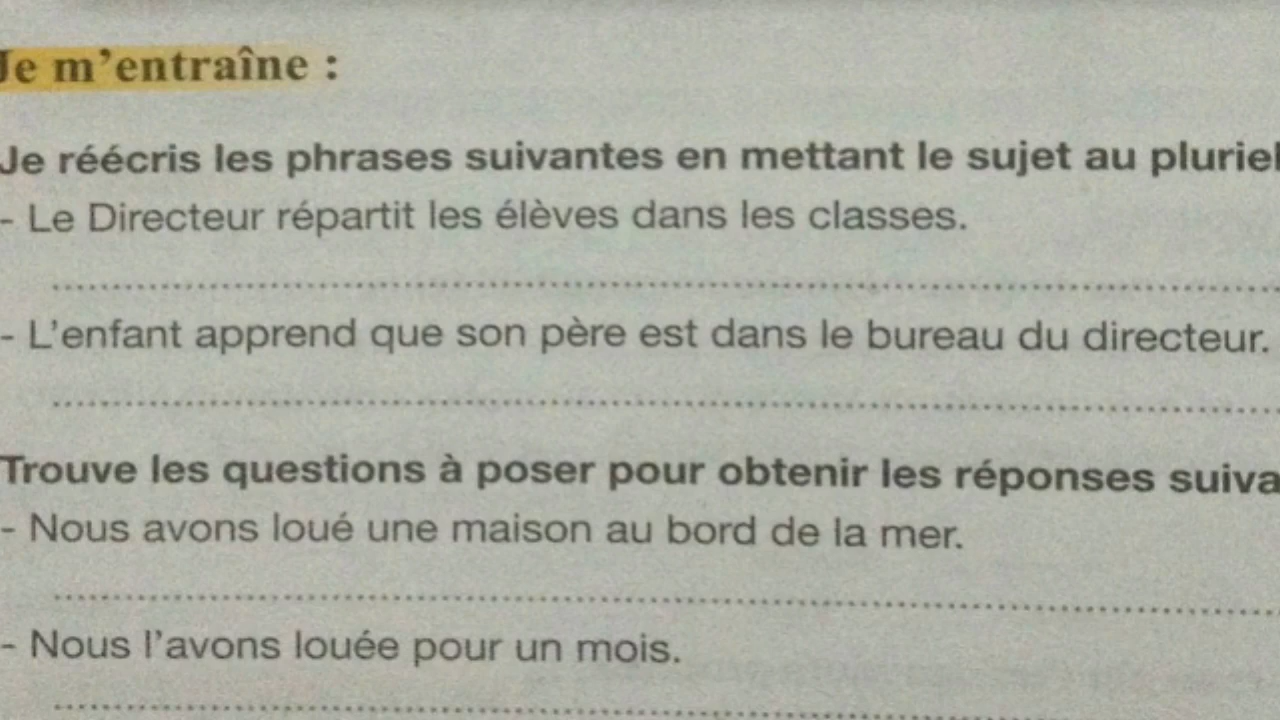 Je m'entraîne :
Je réécris les phrases suivantes en mettant le sujet au pluriel
- Le Directeur répartit les élèves dans les classes.
- L'enfant apprend que son père est dans le bureau du directeur.
Trouve les questions à poser pour obtenir les réponses suiva
- Nous avons loué une maison au bord de la mer.
- Nous l'avons louée pour un mois.